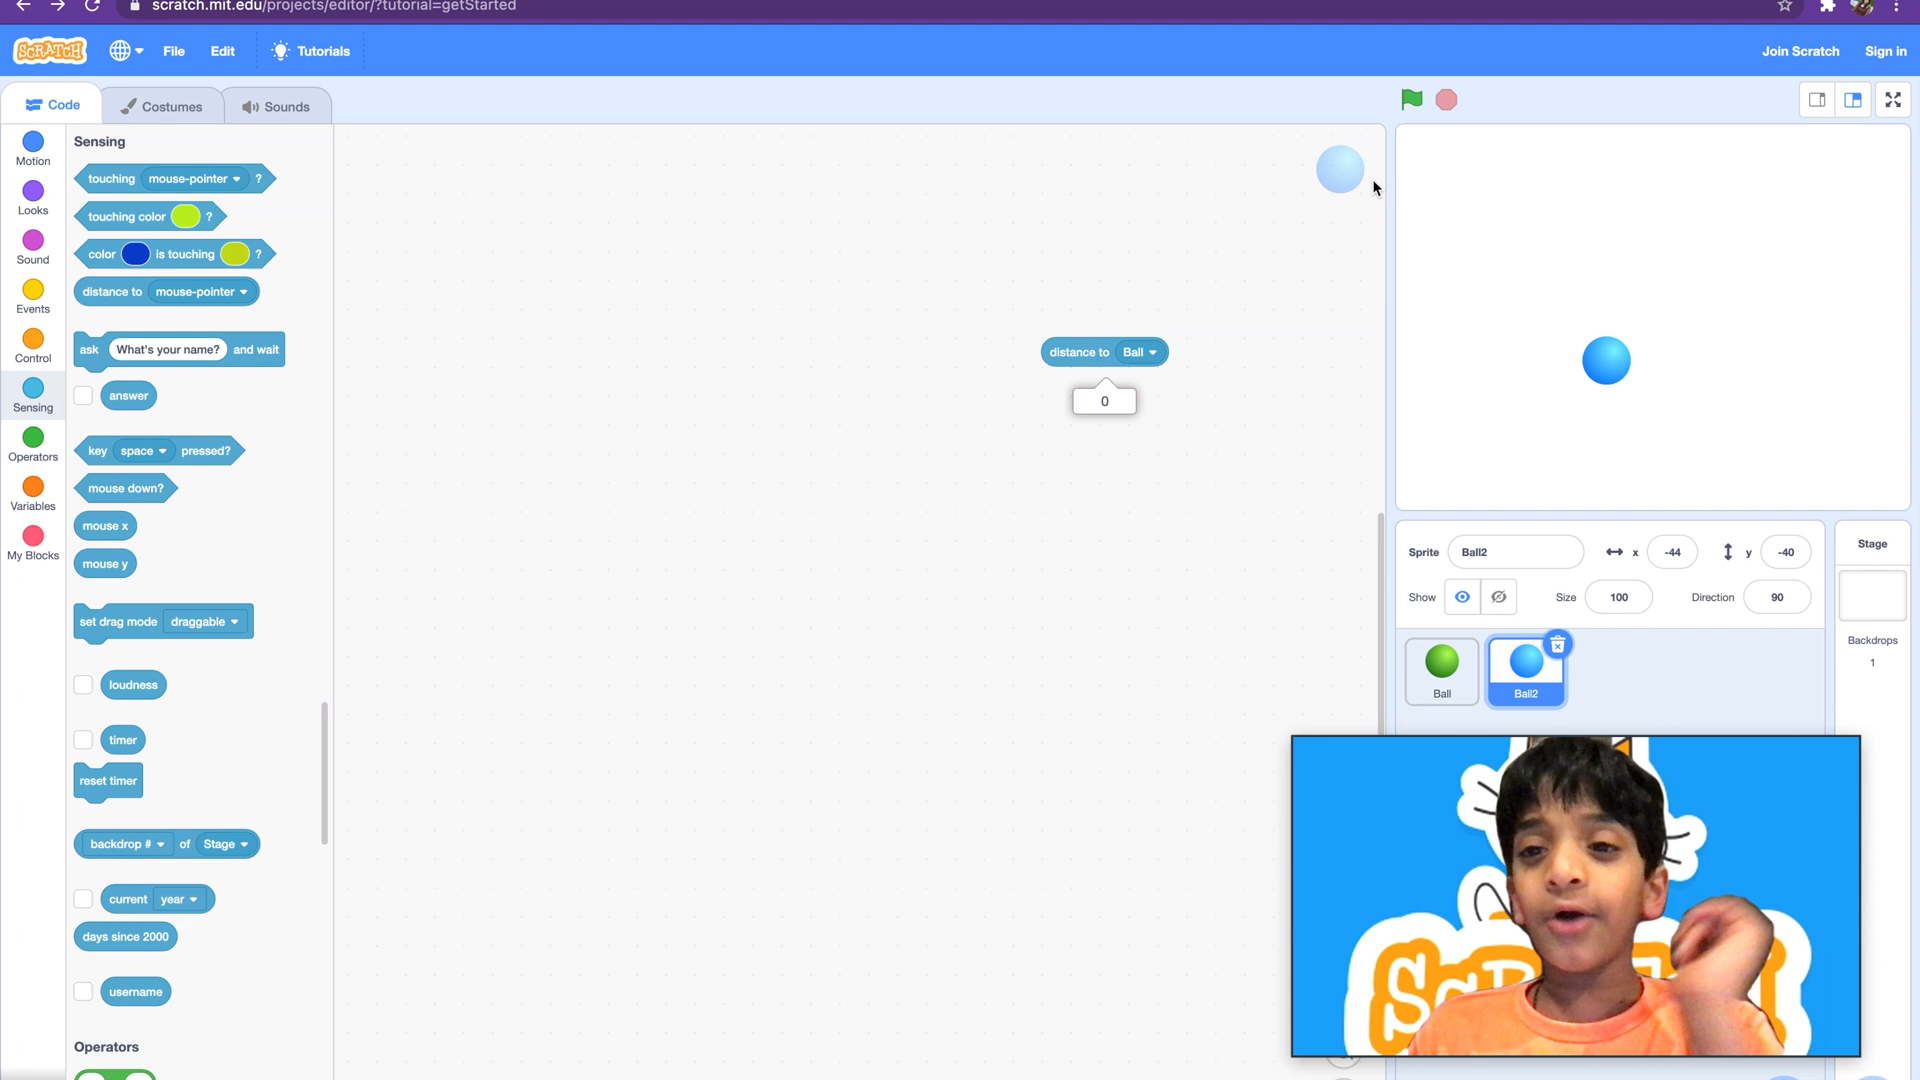 scratch.mit.edu/projects/editor/?tutorial=getStarted
SCRATCH File Edit Tutorials Join Scratch Sign in
Code Costumes Sounds
Motion
Looks
Sound
Events
Control
Sensing
Operators
Variables
My Blocks
Sensing
touching mouse-pointer ?
touching color ?
color is touching ?
distance to mouse-pointer
ask What's your name? and wait
answer
key space pressed?
mouse down?
mouse x
mouse y
set drag mode draggable
loudness
timer
reset timer
backdrop # of Stage
current year
days since 2000
username
Operators
distance to Ball
0
Sprite Ball2 x -44 y -40
Show Size 100 Direction 90
Ball
Ball2
Stage
Backdrops
1